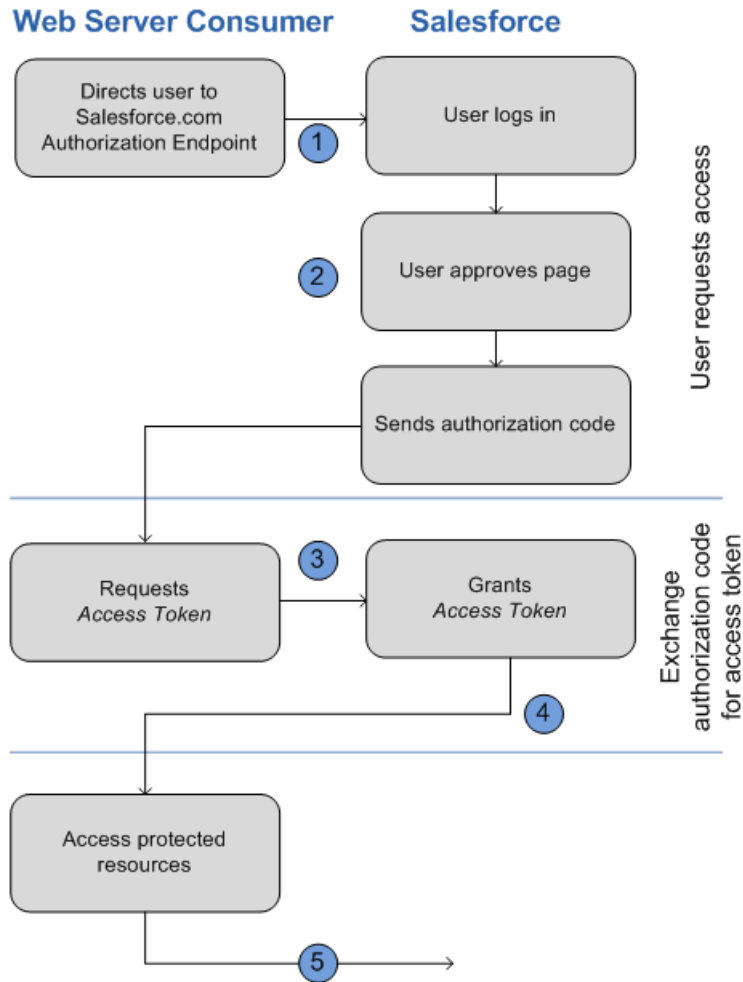 Web Server Consumer
Salesforce
Directs user to
Salesforce.com
Authorization Endpoint
1
User logs in
2
User approves page
Sends authorization code
User requests access
Requests
Access Token
3
Grants
Access Token
4
Exchange
authorization code
for access token
Access protected
resources
5